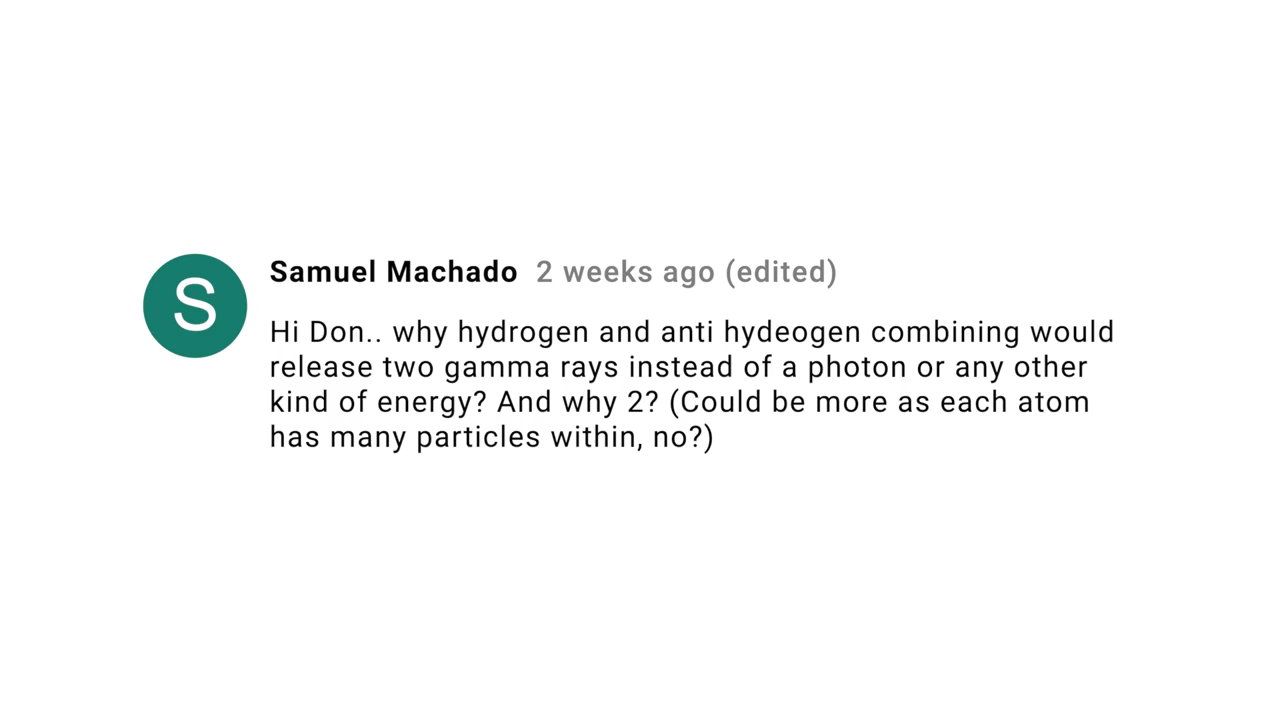 S
Samuel Machado 2 weeks ago (edited)
Hi Don.. why hydrogen and anti hydeogen combining would
release two gamma rays instead of a photon or any other
kind of energy? And why 2? (Could be more as each atom
has many particles within, no?)